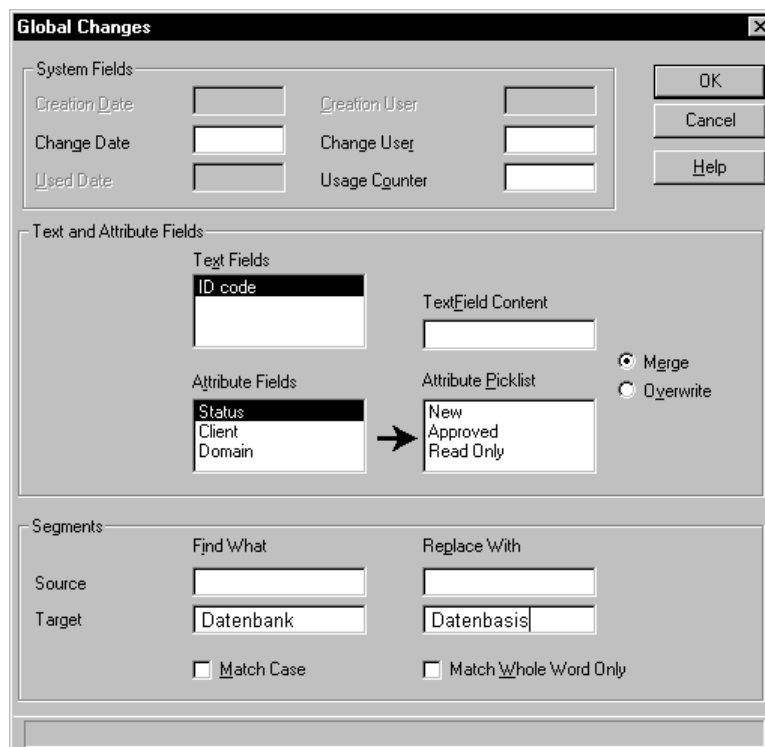 Global Changes
System Fields
Creation Date
Creation User
OK
Change Date
Change User
Cancel
Used Date
Usage Counter
Help
Text and Attribute Fields
Text Fields
ID code
TextField Content
Merge
Overwrite
Attribute Fields
Attribute Picklist
Status
Client
Domain
New
Approved
Read Only
Segments
Find What
Replace With
Source
Target
Datenbank
Datenbasis
Match Case
Match Whole Word Only